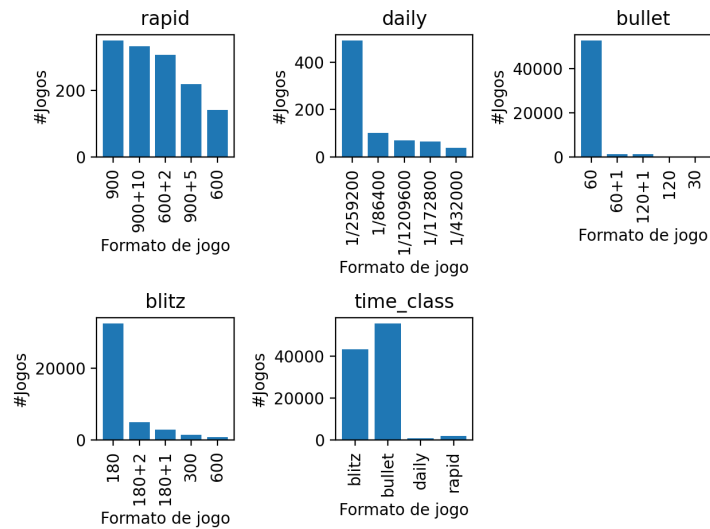 rapid
#Jogos
200
0
900
900+10
600+2
900+5
600
Formato de jogo
daily
#Jogos
400
200
0
1/259200
1/86400
1/1209600
1/172800
1/432000
Formato de jogo
bullet
#Jogos
40000
20000
0
60
60+1
120+1
120
30
Formato de jogo
blitz
#Jogos
20000
0
180
180+2
180+1
300
600
Formato de jogo
time_class
#Jogos
40000
20000
0
blitz
bullet
daily
rapid
Formato de jogo